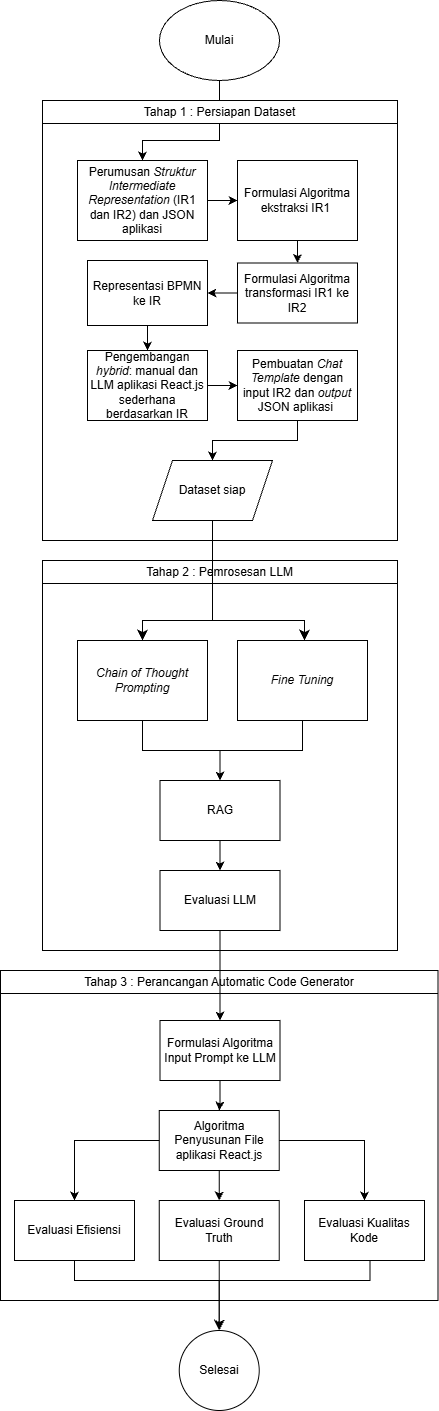 Mulai
Tahap 1 : Persiapan Dataset
Perumusan Struktur
Intermediate
Representation (IR1
dan IR2) dan JSON
aplikasi
Formulasi Algoritma
ekstraksi IR1
Formulasi Algoritma
transformasi IR1 ke
IR2
Representasi BPMN
ke IR
Pengembangan
hybrid: manual dan
LLM aplikasi React.js
sederhana
berdasarkan IR
Pembuatan Chat
Template dengan
input IR2 dan output
JSON aplikasi
Dataset siap
Tahap 2 : Pemrosesan LLM
Chain of Thought
Prompting
Fine Tuning
RAG
Evaluasi LLM
Tahap 3 : Perancangan Automatic Code Generator
Formulasi Algoritma
Input Prompt ke LLM
Algoritma
Penyusunan File
aplikasi React.js
Evaluasi Efisiensi
Evaluasi Ground
Truth
Evaluasi Kualitas
Kode
Selesai